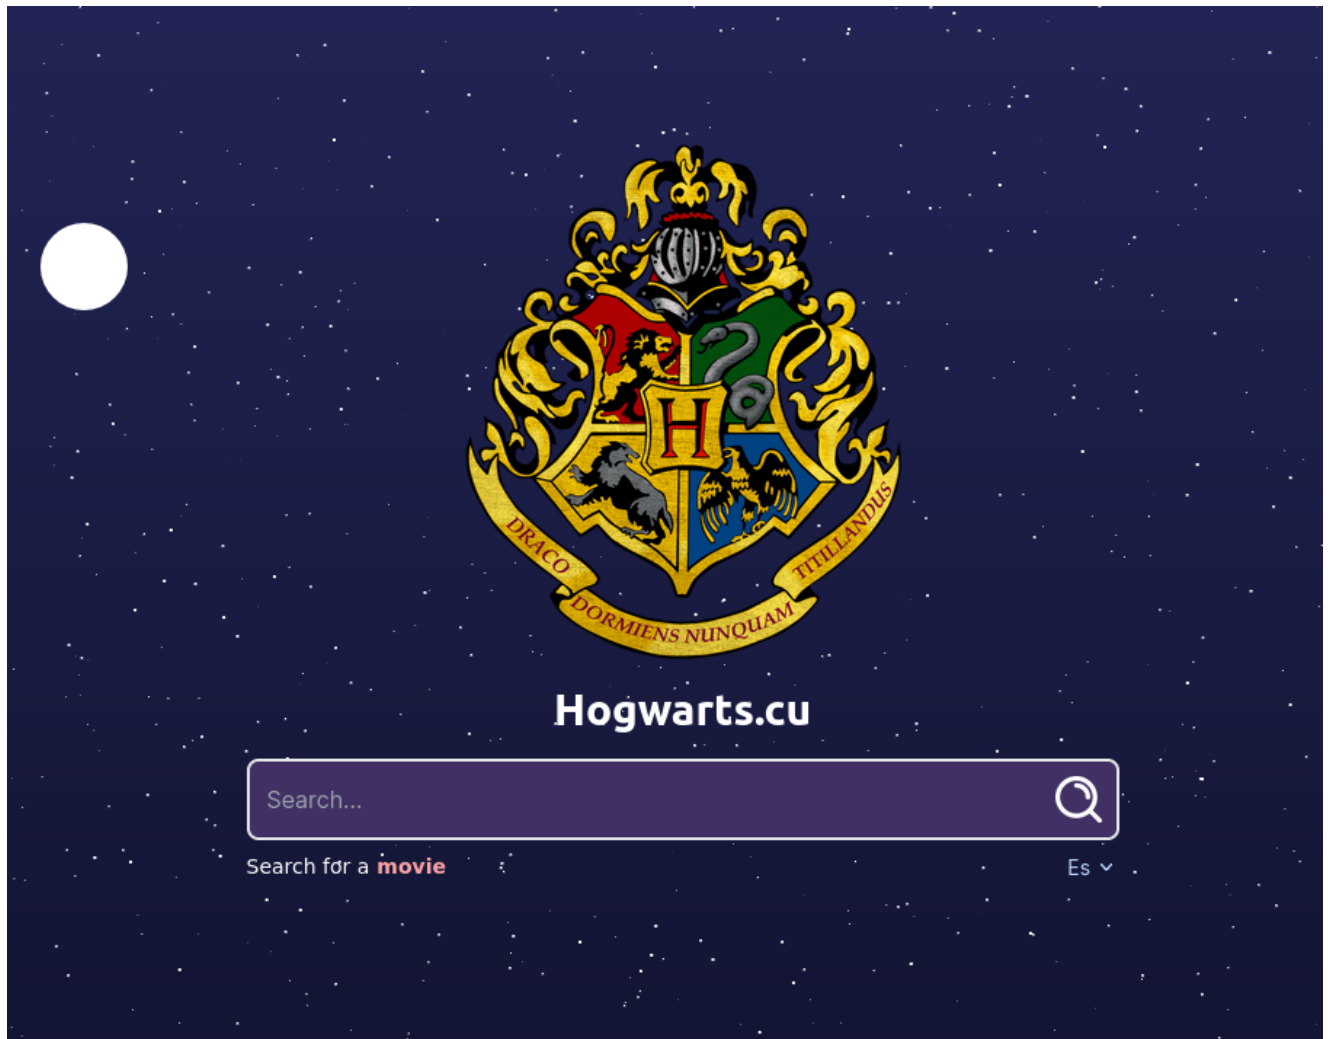 H
DRACO
DORMIENS NUNQUAM
TITILLANDUS
Hogwarts.cu
Search...
Search for a movie
Es